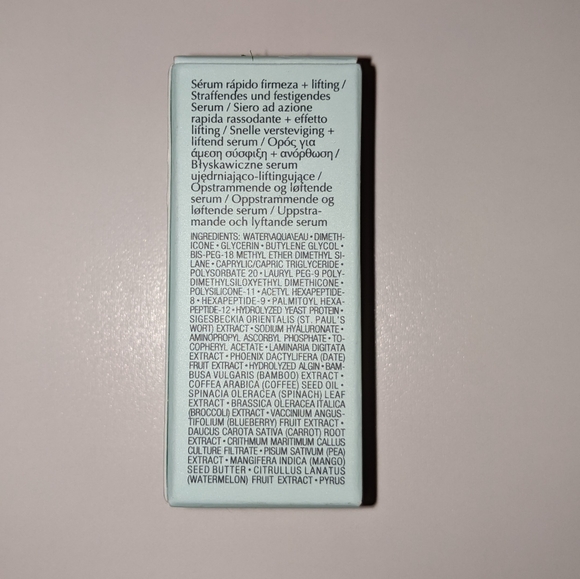 Sérum rápido firmeza + lifting /
Straffendes und festigendes
Serum / Siero ad azione
rapida rassodante + effetto
lifting / Snelle versteviging +
liftend serum / Ορός για
άμεση σύσφιξη + ανόρθωση /
Błyskawiczne serum
ujędrniająco-liftingujące /
Opstrammende og løftende
serum / Oppstrammende og
løftende serum / Uppstra-
mande och lyftande serum
INGREDIENTS: WATER\AQUA\EAU • DIMETH-
ICONE • GLYCERIN • BUTYLENE GLYCOL •
BIS-PEG-18 METHYL ETHER DIMETHYL SI-
LANE • CAPRYLIC/CAPRIC TRIGLYCERIDE •
POLYSORBATE 20 • LAURYL PEG-9 POLY-
DIMETHYLSILOXYETHYL DIMETHICONE •
POLYSILICONE-11 • ACETYL HEXAPEPTIDE-
8 • HEXAPEPTIDE-9 • PALMITOYL HEXA-
PEPTIDE-12 • HYDROLYZED YEAST PROTEIN •
SIGESBECKIA ORIENTALIS (ST. PAUL'S
WORT) EXTRACT • SODIUM HYALURONATE •
AMINOPROPYL ASCORBYL PHOSPHATE • TO-
COPHERYL ACETATE • LAMINARIA DIGITATA
EXTRACT • PHOENIX DACTYLIFERA (DATE)
FRUIT EXTRACT • HYDROLYZED ALGIN • BAM-
BUSA VULGARIS (BAMBOO) EXTRACT •
COFFEA ARABICA (COFFEE) SEED OIL •
SPINACIA OLERACEA (SPINACH) LEAF
EXTRACT • BRASSICA OLERACEA ITALICA
(BROCCOLI) EXTRACT • VACCINIUM ANGUS-
TIFOLIUM (BLUEBERRY) FRUIT EXTRACT •
DAUCUS CAROTA SATIVA (CARROT) ROOT
EXTRACT • CRITHMUM MARITIMUM CALLUS
CULTURE FILTRATE • PISUM SATIVUM (PEA)
EXTRACT • MANGIFERA INDICA (MANGO)
SEED BUTTER • CITRULLUS LANATUS
(WATERMELON) FRUIT EXTRACT • PYRUS